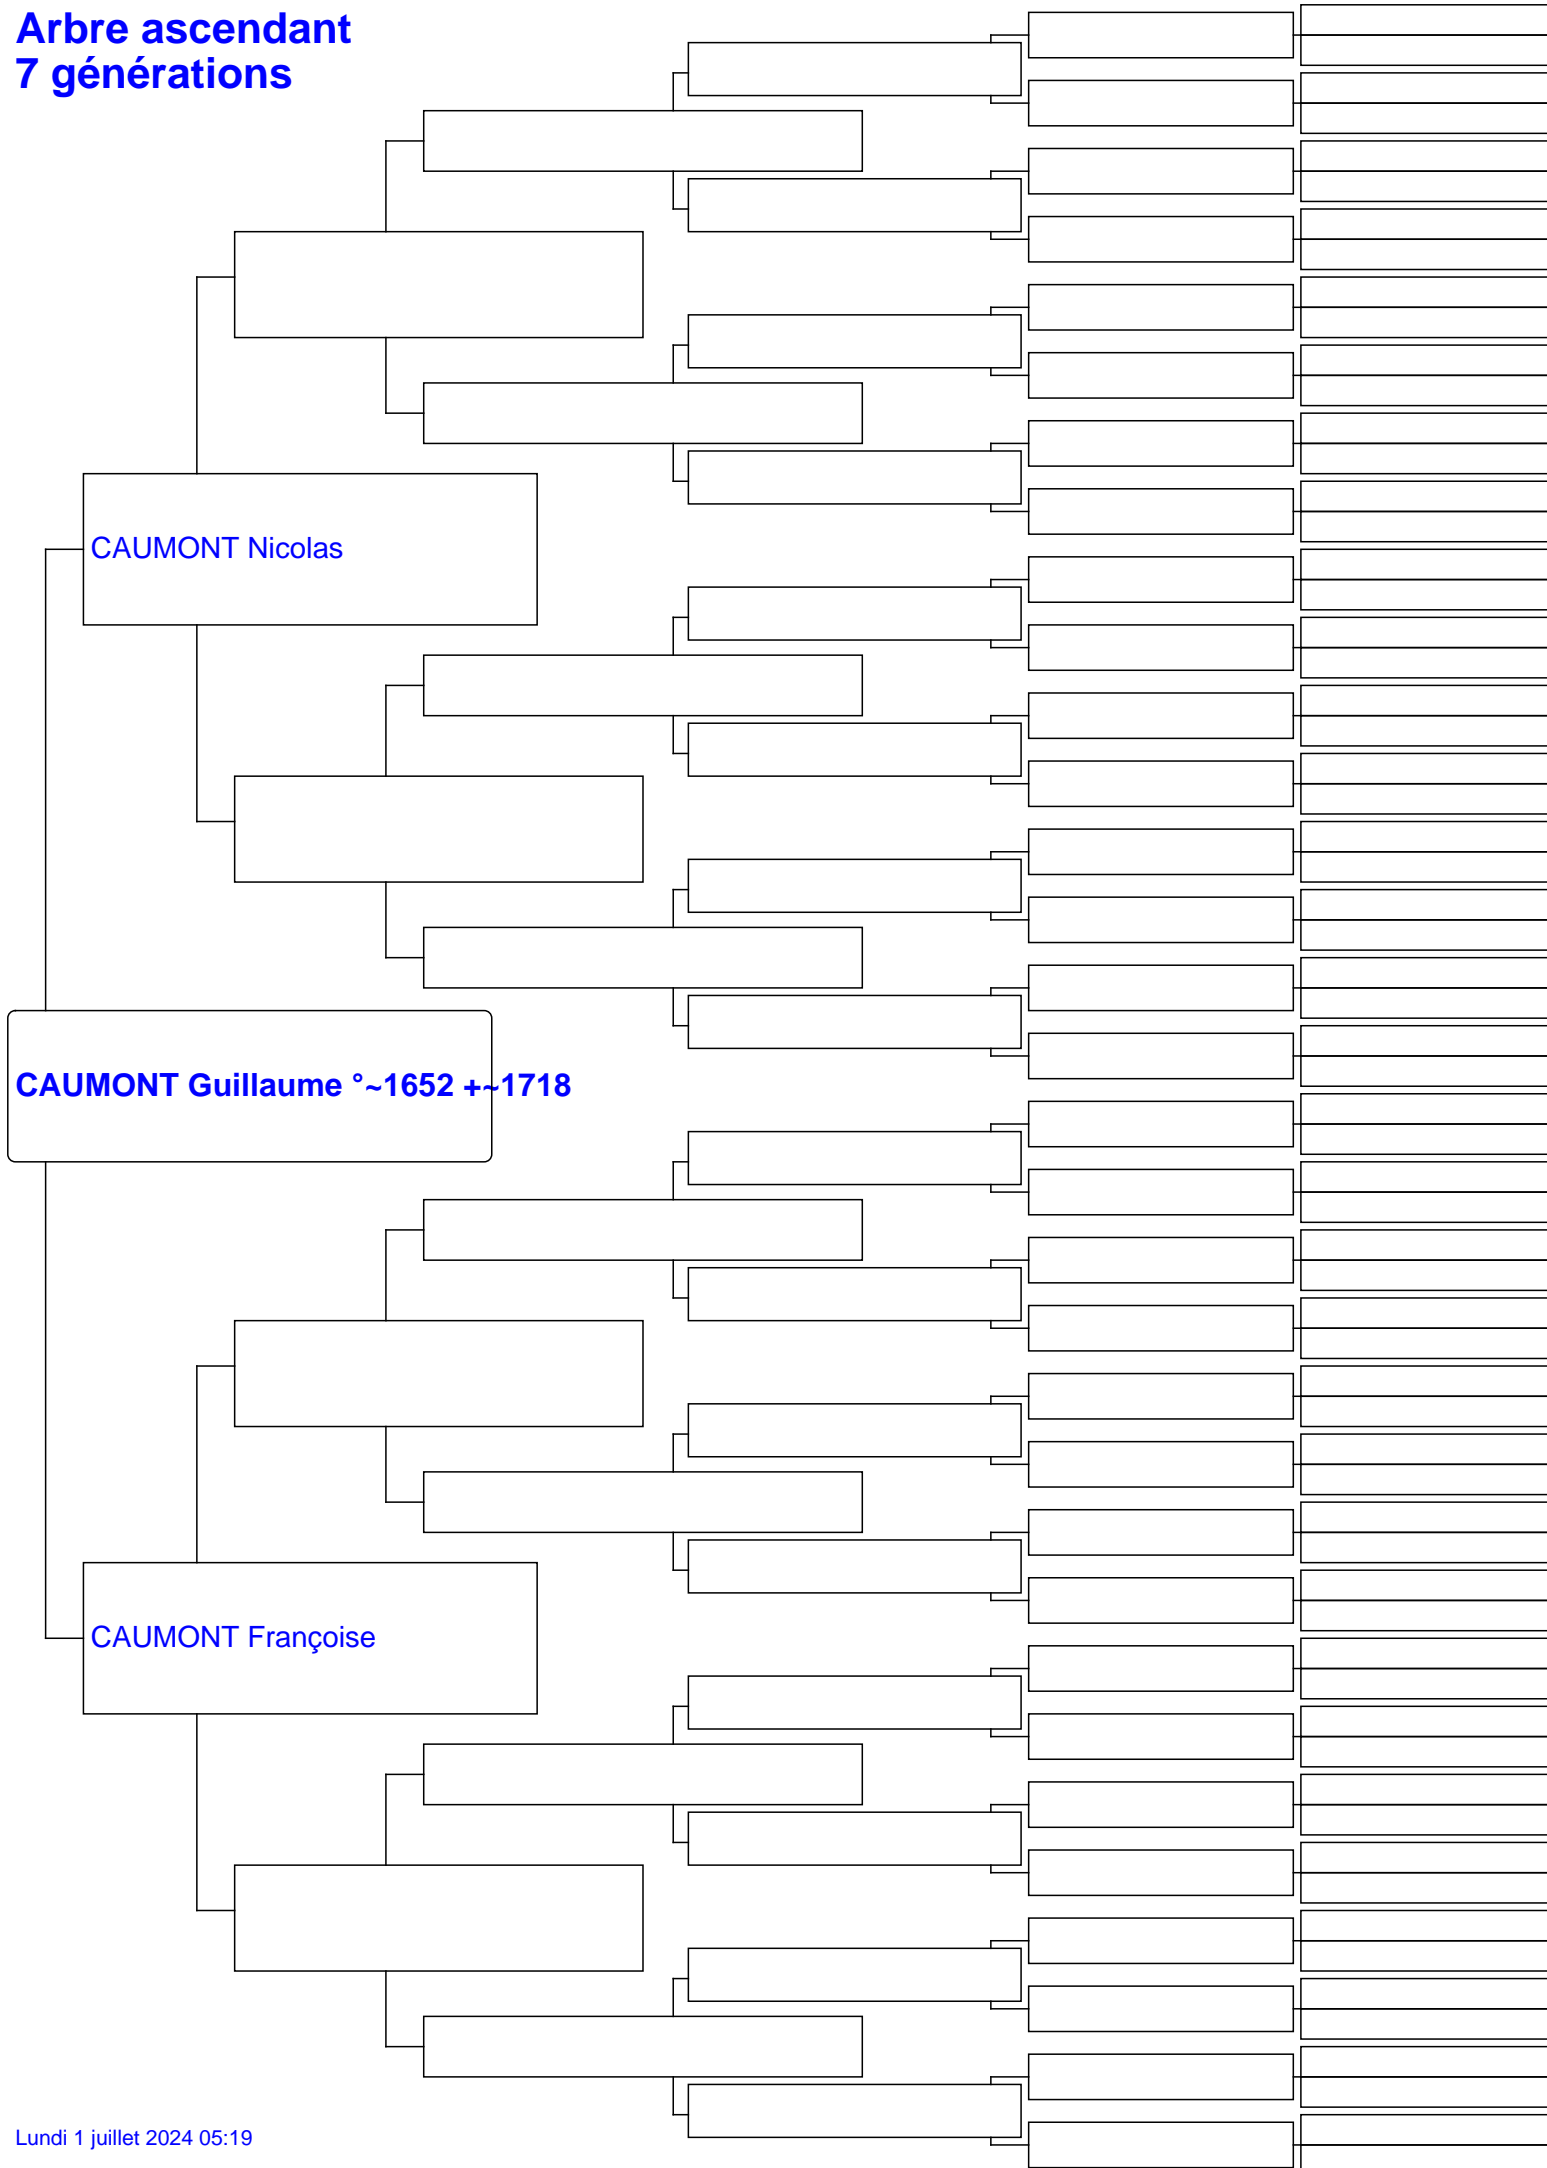 Arbre ascendant
7 générations
CAUMONT Nicolas
CAUMONT Guillaume °~1652 +~1718
CAUMONT Françoise
Lundi 1 juillet 2024 05:19